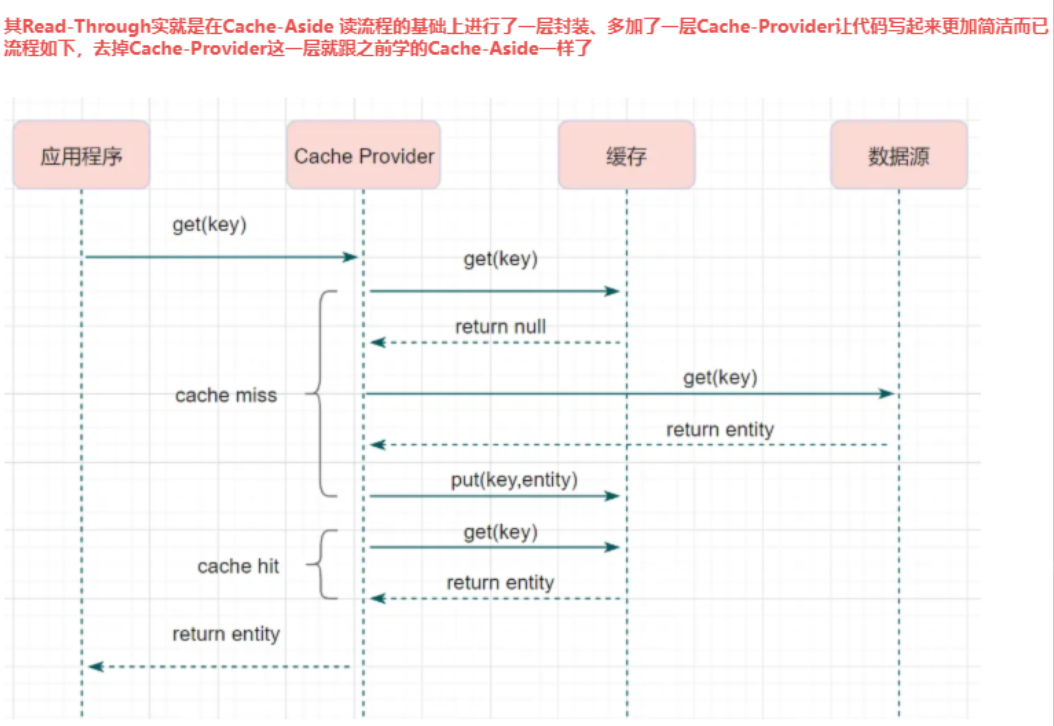 其Read-Through实就是在Cache-Aside 读流程的基础上进行了一层封装、多加了一层Cache-Provider让代码写起来更加简洁而已
流程如下，去掉Cache-Provider这一层就跟之前学的Cache-Aside一样了
应用程序
Cache Provider
缓存
数据源
get(key)
get(key)
return null
get(key)
cache miss
return entity
put(key,entity)
get(key)
cache hit
return entity
return entity